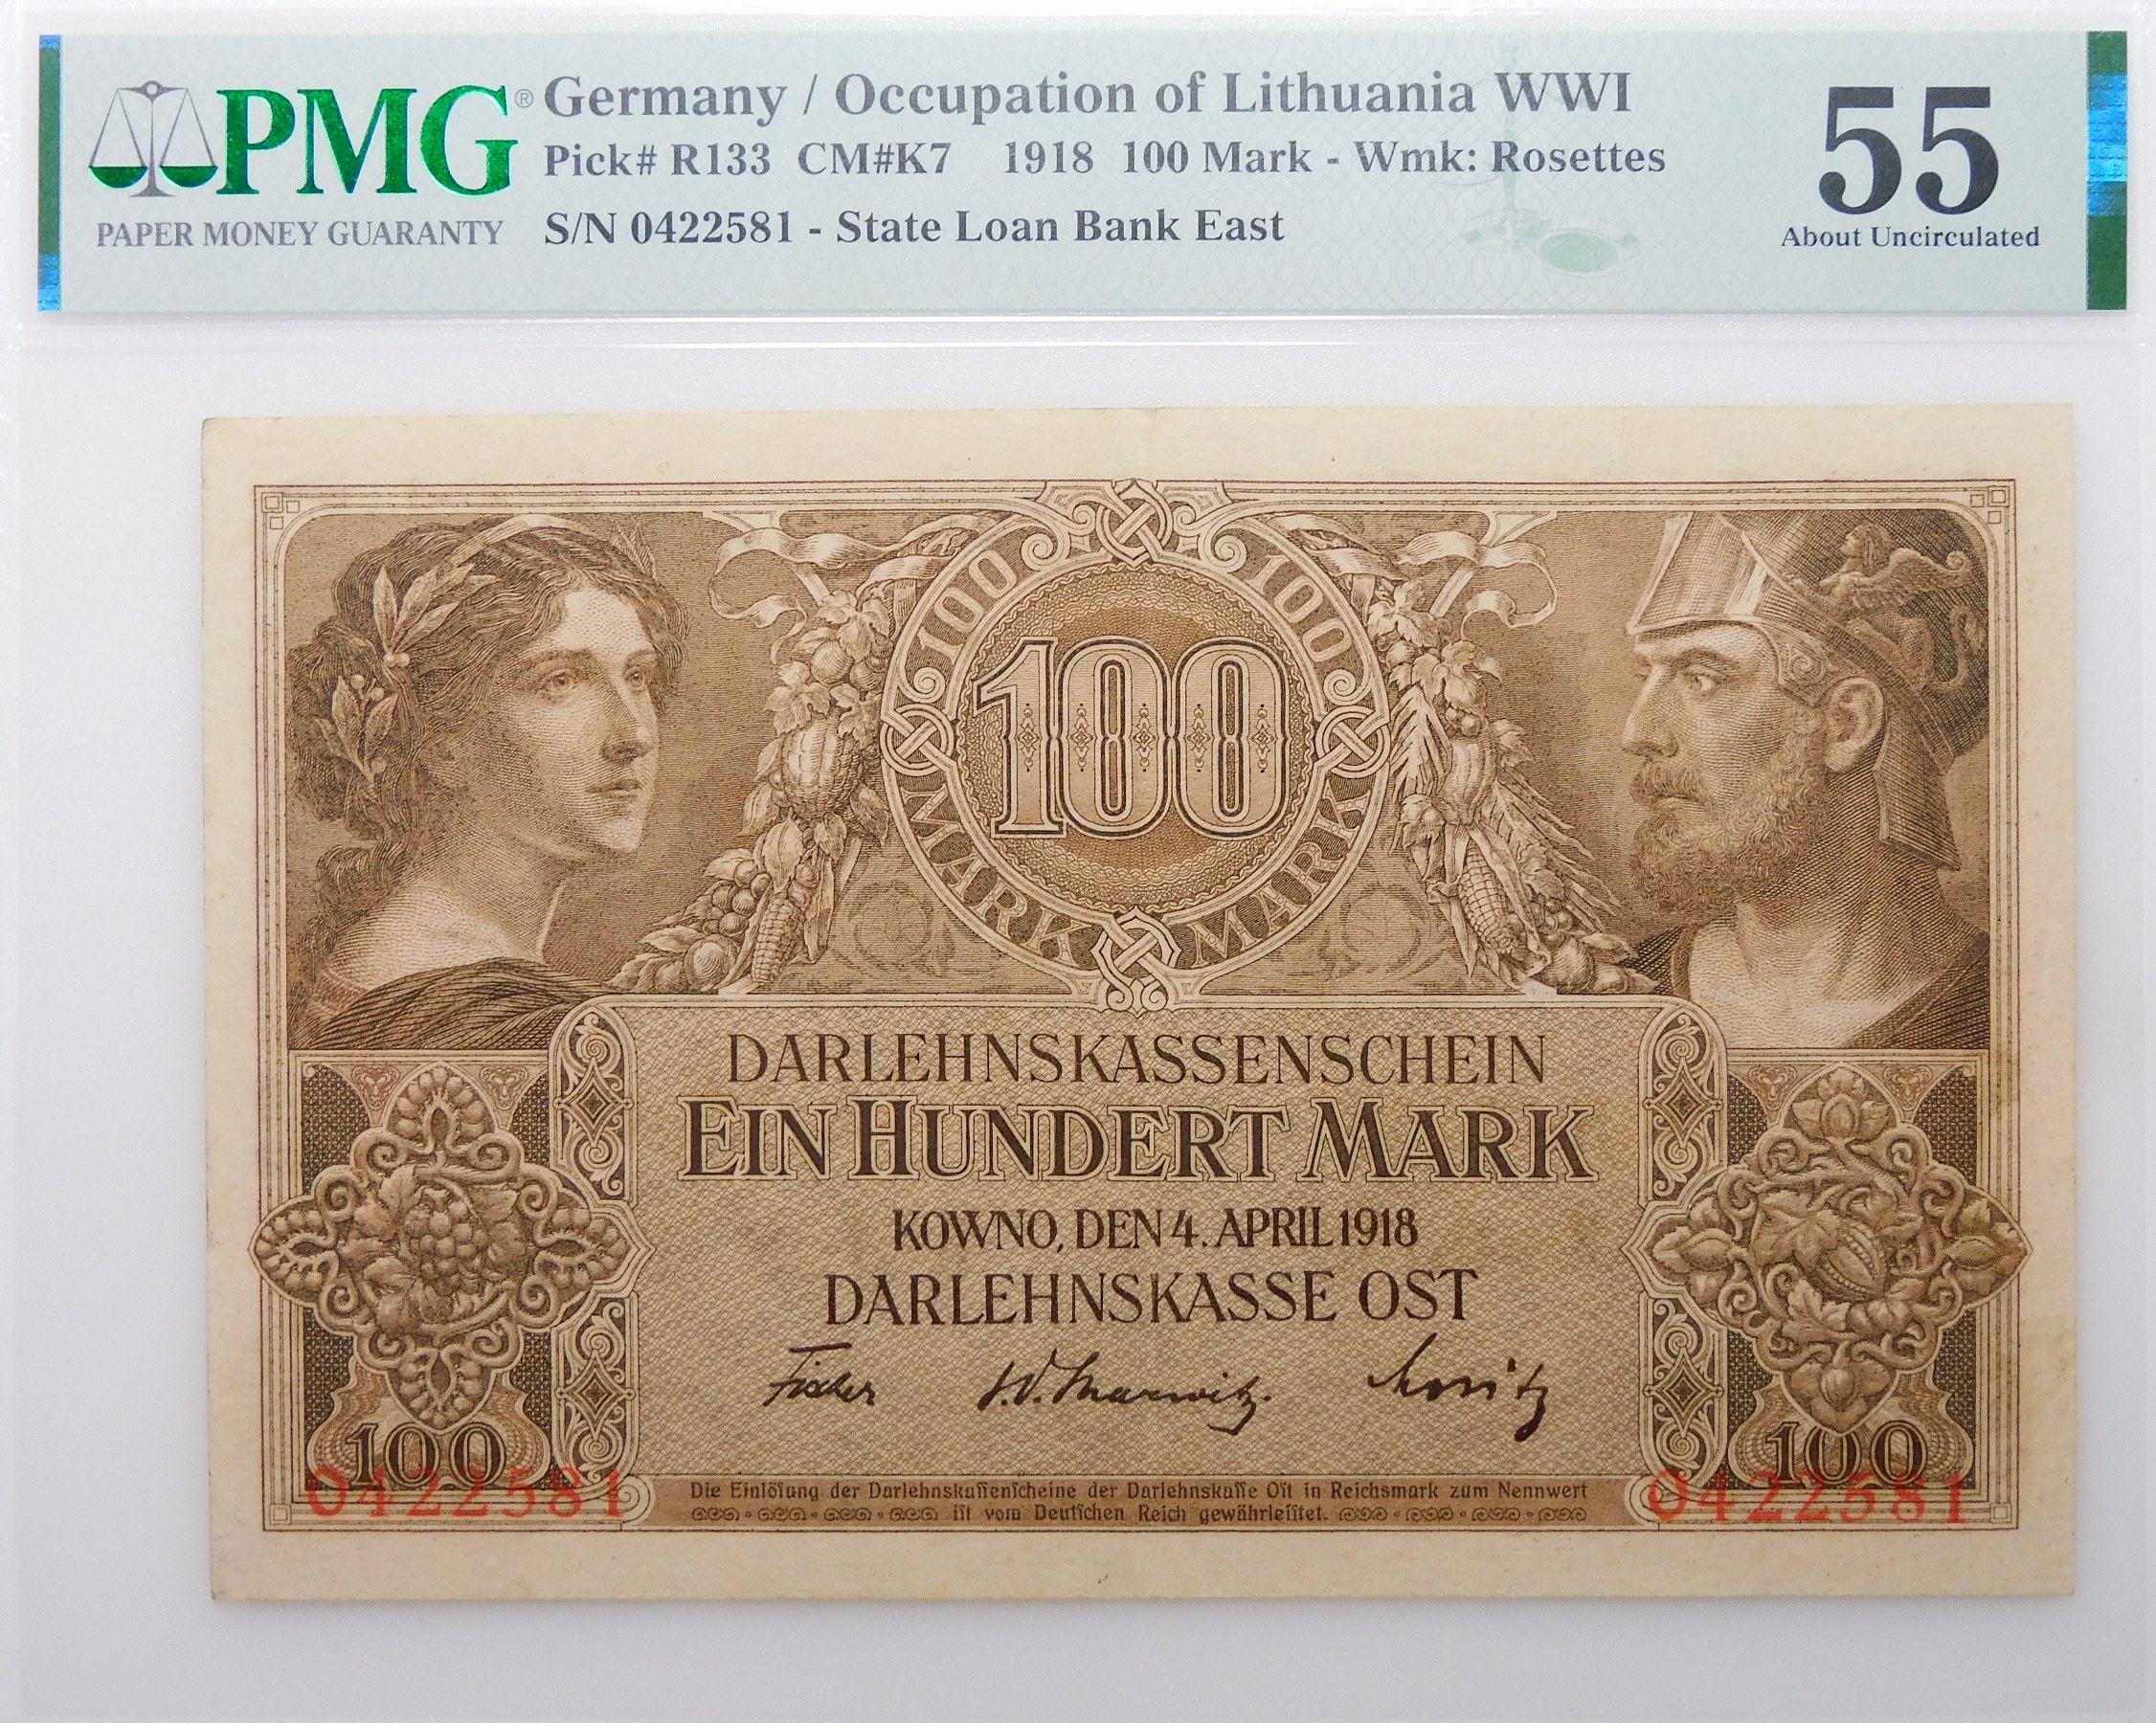 PMG®
PAPER MONEY GUARANTY
Germany / Occupation of Lithuania WWI
Pick# R133 CM#K7 1918 100 Mark - Wmk: Rosettes
S/N 0422581 - State Loan Bank East
55
About Uncirculated
100 100
100
MARK MARK
DARLEHNSKASSENSCHEIN
EIN HUNDERT MARK
KOWNO, DEN 4. APRIL 1918
DARLEHNSKASSE OST
Fischer
Moritz
100 100
0422581 0422581
Die Einlöſung der Darlehnskaſſenſcheine der Darlehnskaſſe Oſt in Reichsmark zum Nennwert
iſt vom Deutſchen Reich gewährleiſtet.